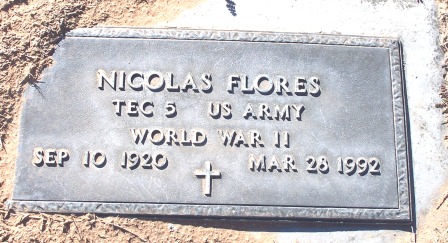 NICOLAS FLORES
TEC 5 US ARMY
WORLD WAR II
SEP 10 1920 MAR 28 1992